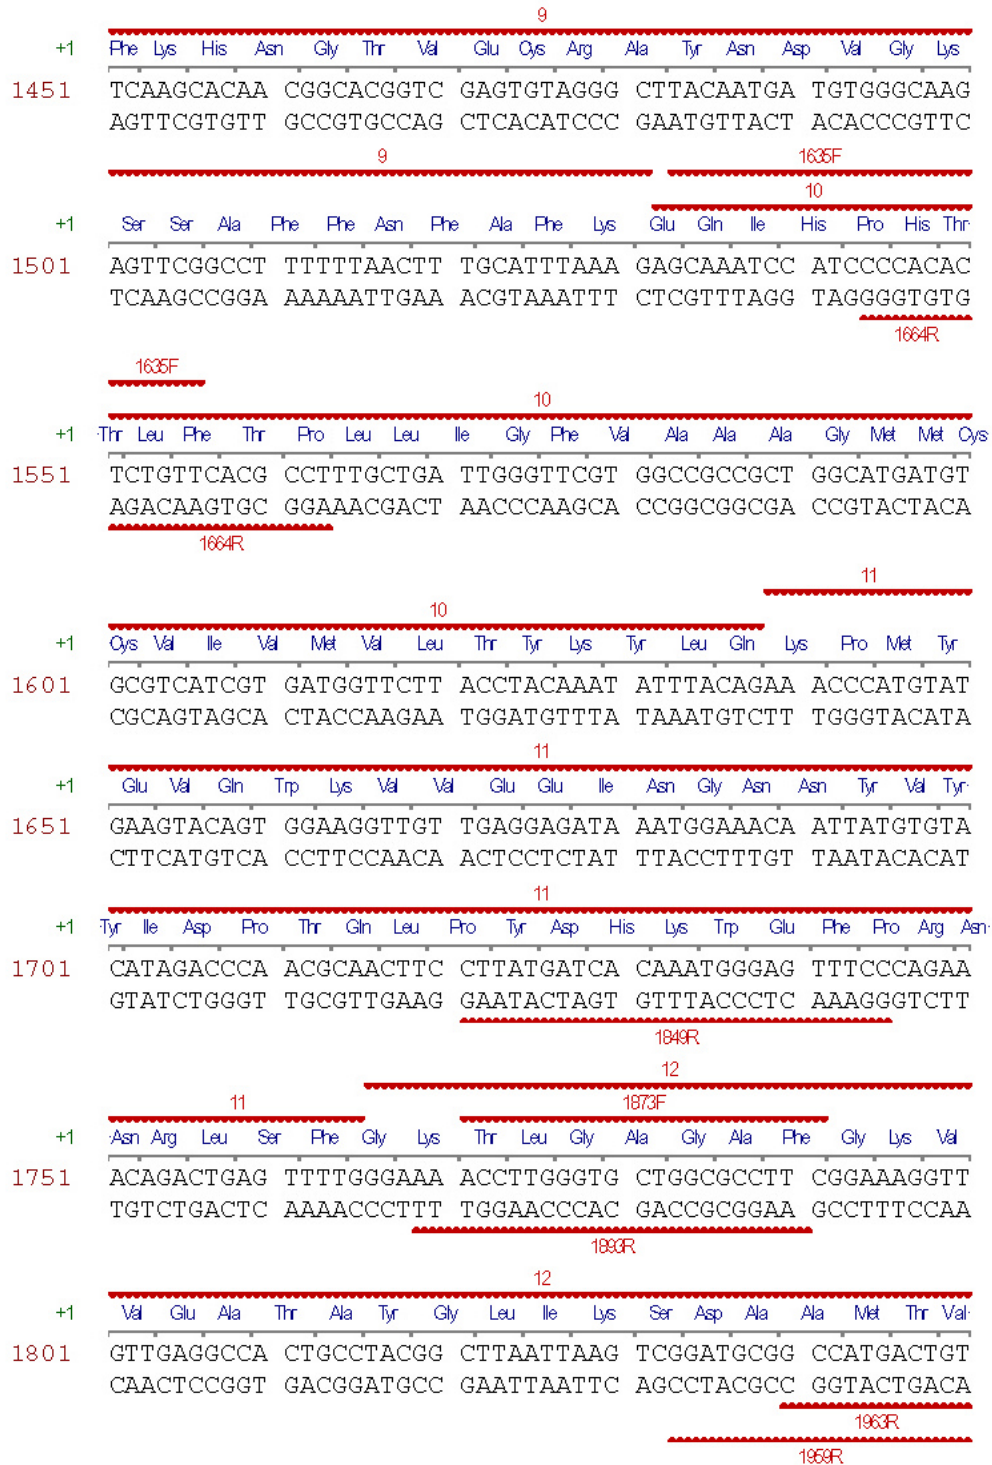 9
+1 Phe Lys His Asn Gly Thr Val Glu Cys Arg Ala Tyr Asn Asp Val Gly Lys
1451 TCAAGCACAA CGGCACGGTC GAGTGTAGGG CTTACAATGA TGTGGGCAAG
AGTTCGTGTT GCCGTGCCAG CTCACATCCC GAATGTTACT ACACCCGTTC
9 1635F
10
+1 Ser Ser Ala Phe Phe Asn Phe Ala Phe Lys Glu Gln Ile His Pro His Thr·
1501 AGTTCGGCCT TTTTTAACTT TGCATTTAAA GAGCAAATCC ATCCCCACAC
TCAAGCCGGA AAAAATTGAA ACGTAAATTT CTCGTTTAGG TAGGGGTGTG
1664R
1635F
10
+1 ·Thr Leu Phe Thr Pro Leu Leu Ile Gly Phe Val Ala Ala Ala Gly Met Met Cys·
1551 TCTGTTCACG CCTTTGCTGA TTGGGTTCGT GGCCGCCGCT GGCATGATGT
AGACAAGTGC GGAAACGACT AACCCAAGCA CCGGCGGCGA CCGTACTACA
1664R
11
10
+1 ·Cys Val Ile Val Met Val Leu Thr Tyr Lys Tyr Leu Gln Lys Pro Met Tyr
1601 GCGTCATCGT GATGGTTCTT ACCTACAAAT ATTTACAGAA ACCCATGTAT
CGCAGTAGCA CTACCAAGAA TGGATGTTTA TAAATGTCTT TGGGTACATA
11
+1 Glu Val Gln Trp Lys Val Val Glu Glu Ile Asn Gly Asn Asn Tyr Val Tyr·
1651 GAAGTACAGT GGAAGGTTGT TGAGGAGATA AATGGAAACA ATTATGTGTA
CTTCATGTCA CCTTCCAACA ACTCCTCTAT TTACCTTTGT TAATACACAT
11
+1 ·Tyr Ile Asp Pro Thr Gln Leu Pro Tyr Asp His Lys Trp Glu Phe Pro Arg Asn·
1701 CATAGACCCA ACGCAACTTC CTTATGATCA CAAATGGGAG TTTCCCAGAA
GTATCTGGGT TGCGTTGAAG GAATACTAGT GTTTACCCTC AAAGGGTCTT
1849R
12
11 1873F
+1 ·Asn Arg Leu Ser Phe Gly Lys Thr Leu Gly Ala Gly Ala Phe Gly Lys Val
1751 ACAGACTGAG TTTTGGGAAA ACCTTGGGTG CTGGCGCCTT CGGAAAGGTT
TGTCTGACTC AAAACCCTTT TGGAACCCAC GACCGCGGAA GCCTTTCCAA
1893R
12
+1 Val Glu Ala Thr Ala Tyr Gly Leu Ile Lys Ser Asp Ala Ala Met Thr Val·
1801 GTTGAGGCCA CTGCCTACGG CTTAATTAAG TCGGATGCGG CCATGACTGT
CAACTCCGGT GACGGATGCC GAATTAATTC AGCCTACGCC GGTACTGACA
1963R
1959R